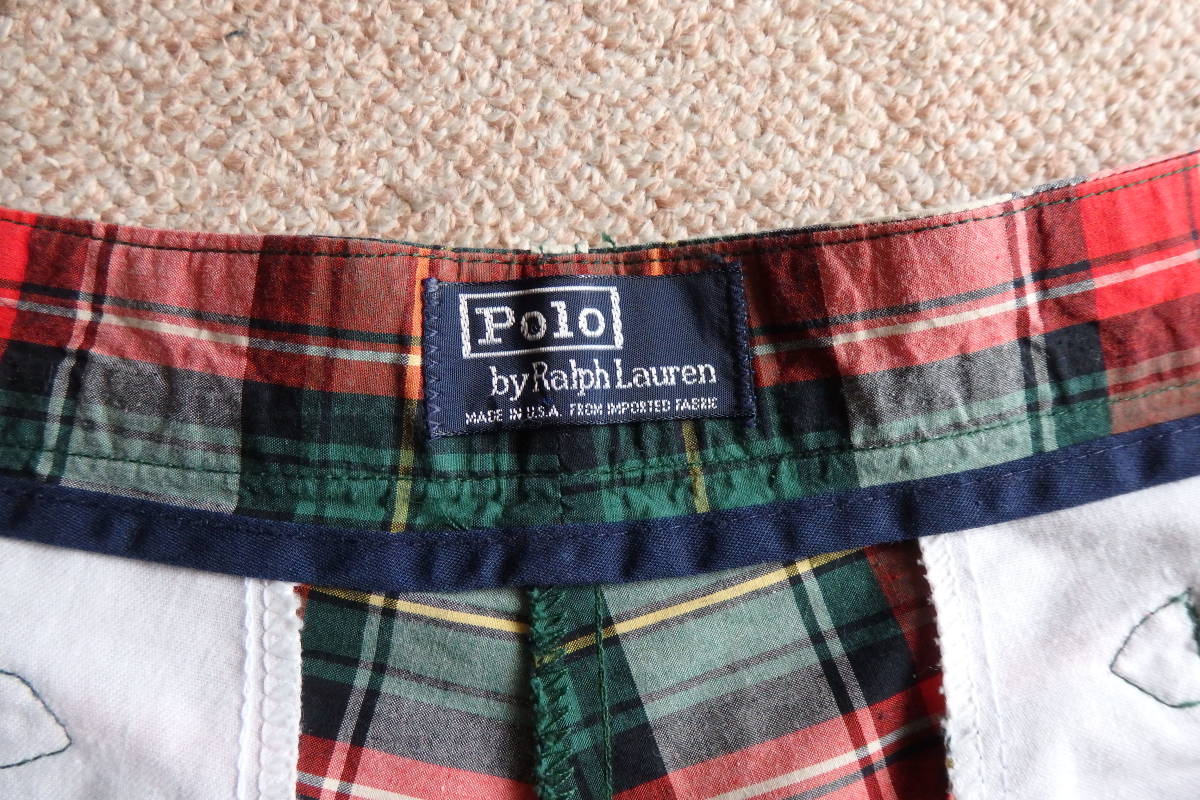 Polo
by Ralph Lauren
MADE IN U.S.A. FROM IMPORTED FABRIC